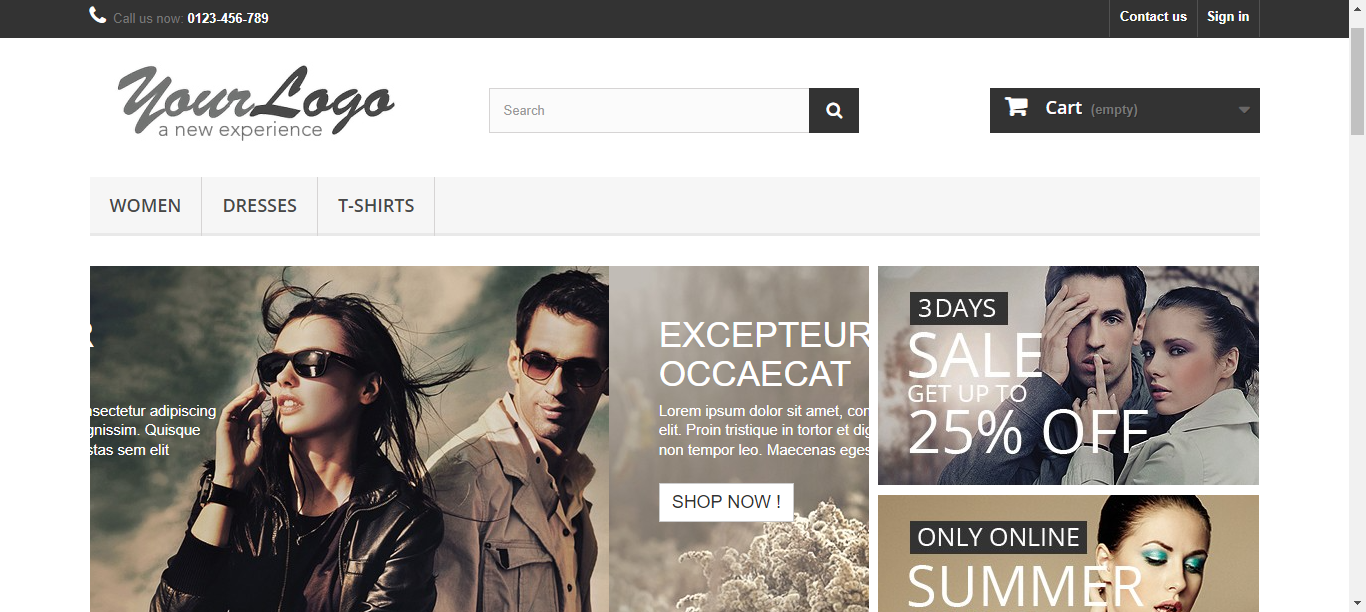 Call us now: 0123-456-789
Contact us
Sign in
YourLogo
a new experience
Search
Cart (empty)
WOMEN
DRESSES
T-SHIRTS
R
nsectetur adipiscing
gnissim. Quisque
stas sem elit
EXCEPTEUR
OCCAECAT
Lorem ipsum dolor sit amet, con
elit. Proin tristique in tortor et dig
non tempor leo. Maecenas eges
SHOP NOW !
3 DAYS
SALE
GET UP TO
25% OFF
ONLY ONLINE
SUMMER